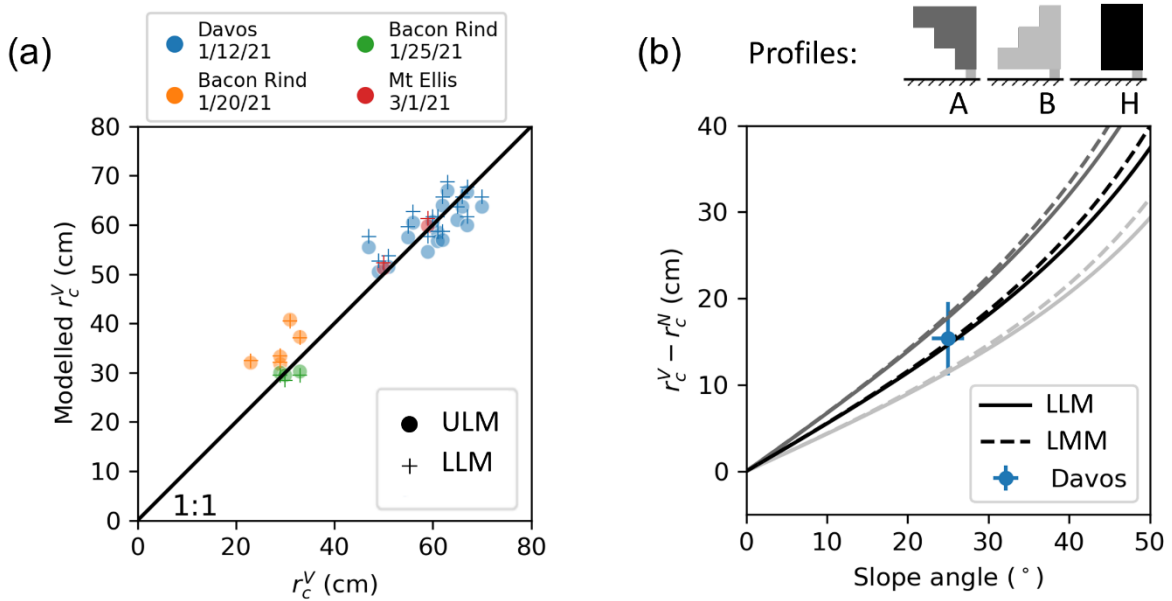 (a)
Davos
1/12/21
Bacon Rind
1/20/21
Bacon Rind
1/25/21
Mt Ellis
3/1/21
80
70
60
50
40
30
20
10
0
Modelled r_c^V (cm)
ULM
LLM
1:1
0 20 40 60 80
r_c^V (cm)
(b)
Profiles:
A B H
40
30
20
10
0
r_c^V − r_c^N (cm)
LLM
LMM
Davos
0 10 20 30 40 50
Slope angle (°)